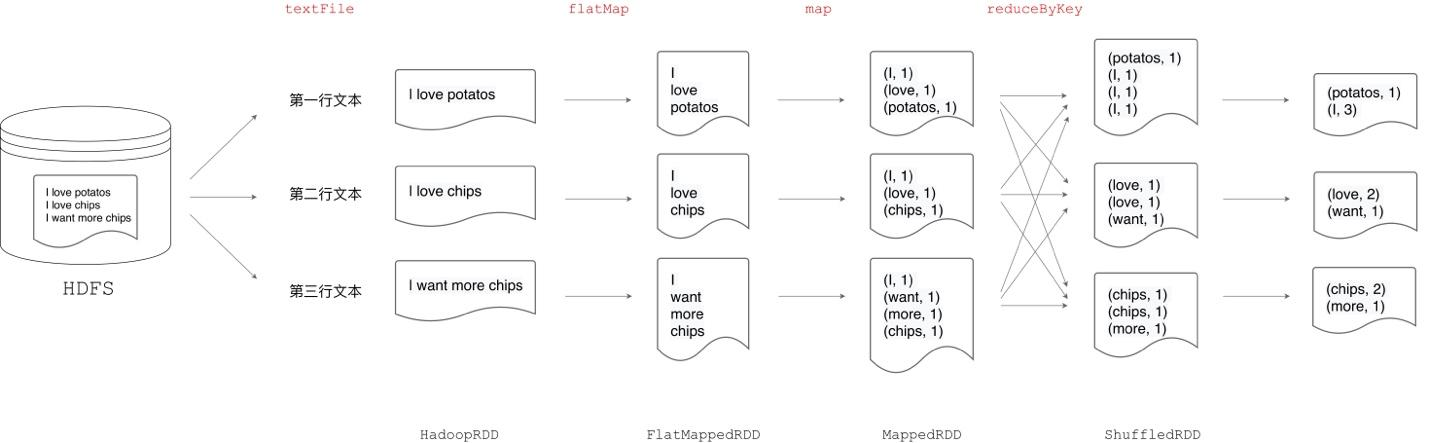 textFile
flatMap
map
reduceByKey
I love potatos
I love chips
I want more chips
HDFS
第一行文本
第二行文本
第三行文本
I love potatos
I love chips
I want more chips
I
love
potatos
I
love
chips
I
want
more
chips
(I, 1)
(love, 1)
(potatos, 1)
(I, 1)
(love, 1)
(chips, 1)
(I, 1)
(want, 1)
(more, 1)
(chips, 1)
(potatos, 1)
(I, 1)
(I, 1)
(I, 1)
(love, 1)
(love, 1)
(want, 1)
(chips, 1)
(chips, 1)
(more, 1)
(potatos, 1)
(I, 3)
(love, 2)
(want, 1)
(chips, 2)
(more, 1)
HadoopRDD
FlatMappedRDD
MappedRDD
ShuffledRDD